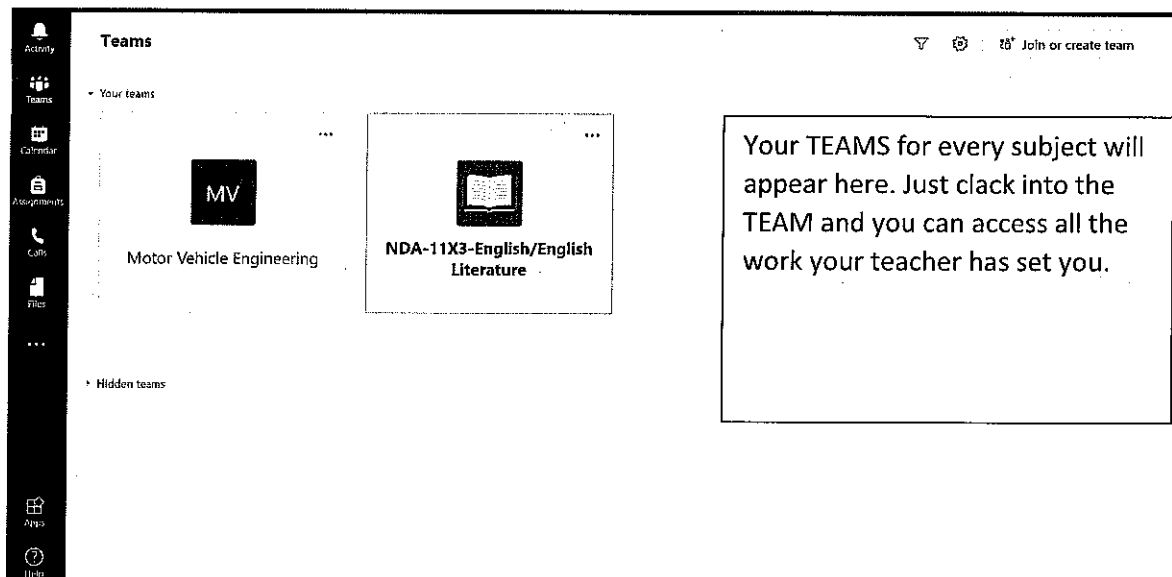 Activity
Teams
Calendar
Assignments
Calls
Files
...
Apps
Help
Teams
Join or create team
Your teams
...
MV
Motor Vehicle Engineering
...
NDA-11X3-English/English
Literature
Hidden teams
Your TEAMS for every subject will
appear here. Just clack into the
TEAM and you can access all the
work your teacher has set you.